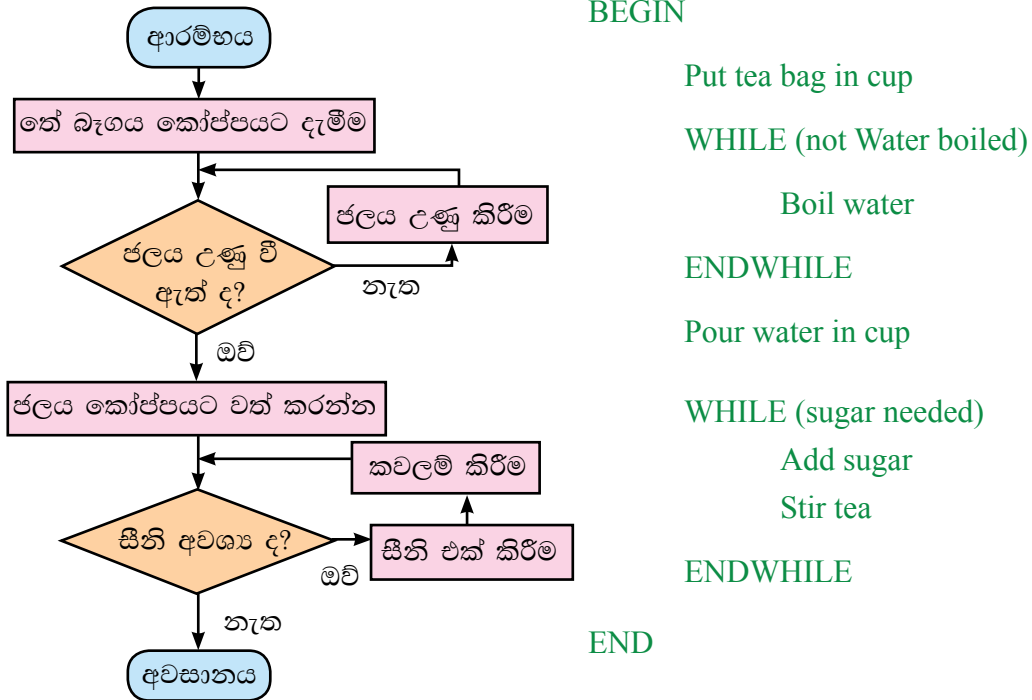 ආරම්භය
තේ බෑගය කෝප්පයට දැමීම
ජලය උණු කිරීම
ජලය උණු වී
ඇත් ද?
නැත
ඔව්
ජලය කෝප්පයට වත් කරන්න
කවලම් කිරීම
සීනි අවශ්‍ය ද?
ඔව්
සීනි එක් කිරීම
නැත
අවසානය
BEGIN
Put tea bag in cup
WHILE (not Water boiled)
Boil water
ENDWHILE
Pour water in cup
WHILE (sugar needed)
Add sugar
Stir tea
ENDWHILE
END